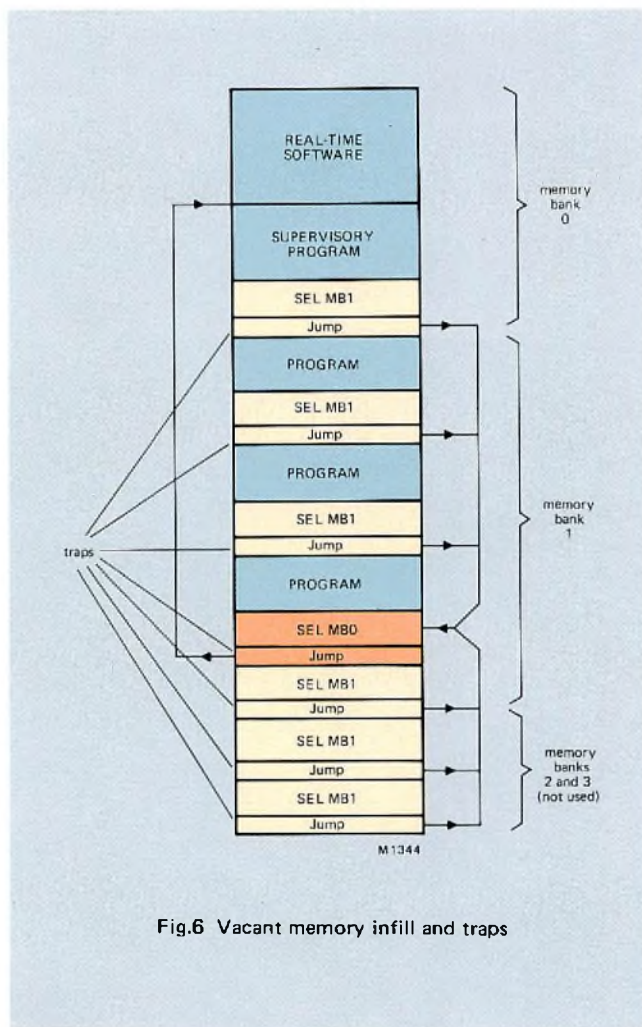 REAL-TIME
SOFTWARE
memory
bank
0
SUPERVISORY
PROGRAM
SEL MB1
Jump
PROGRAM
SEL MB1
Jump
memory
bank
1
PROGRAM
SEL MB1
Jump
traps
PROGRAM
SEL MB0
Jump
SEL MB1
Jump
SEL MB1
memory
banks
2 and 3
(not used)
Jump
SEL MB1
Jump
M1344
Fig.6 Vacant memory infill and traps